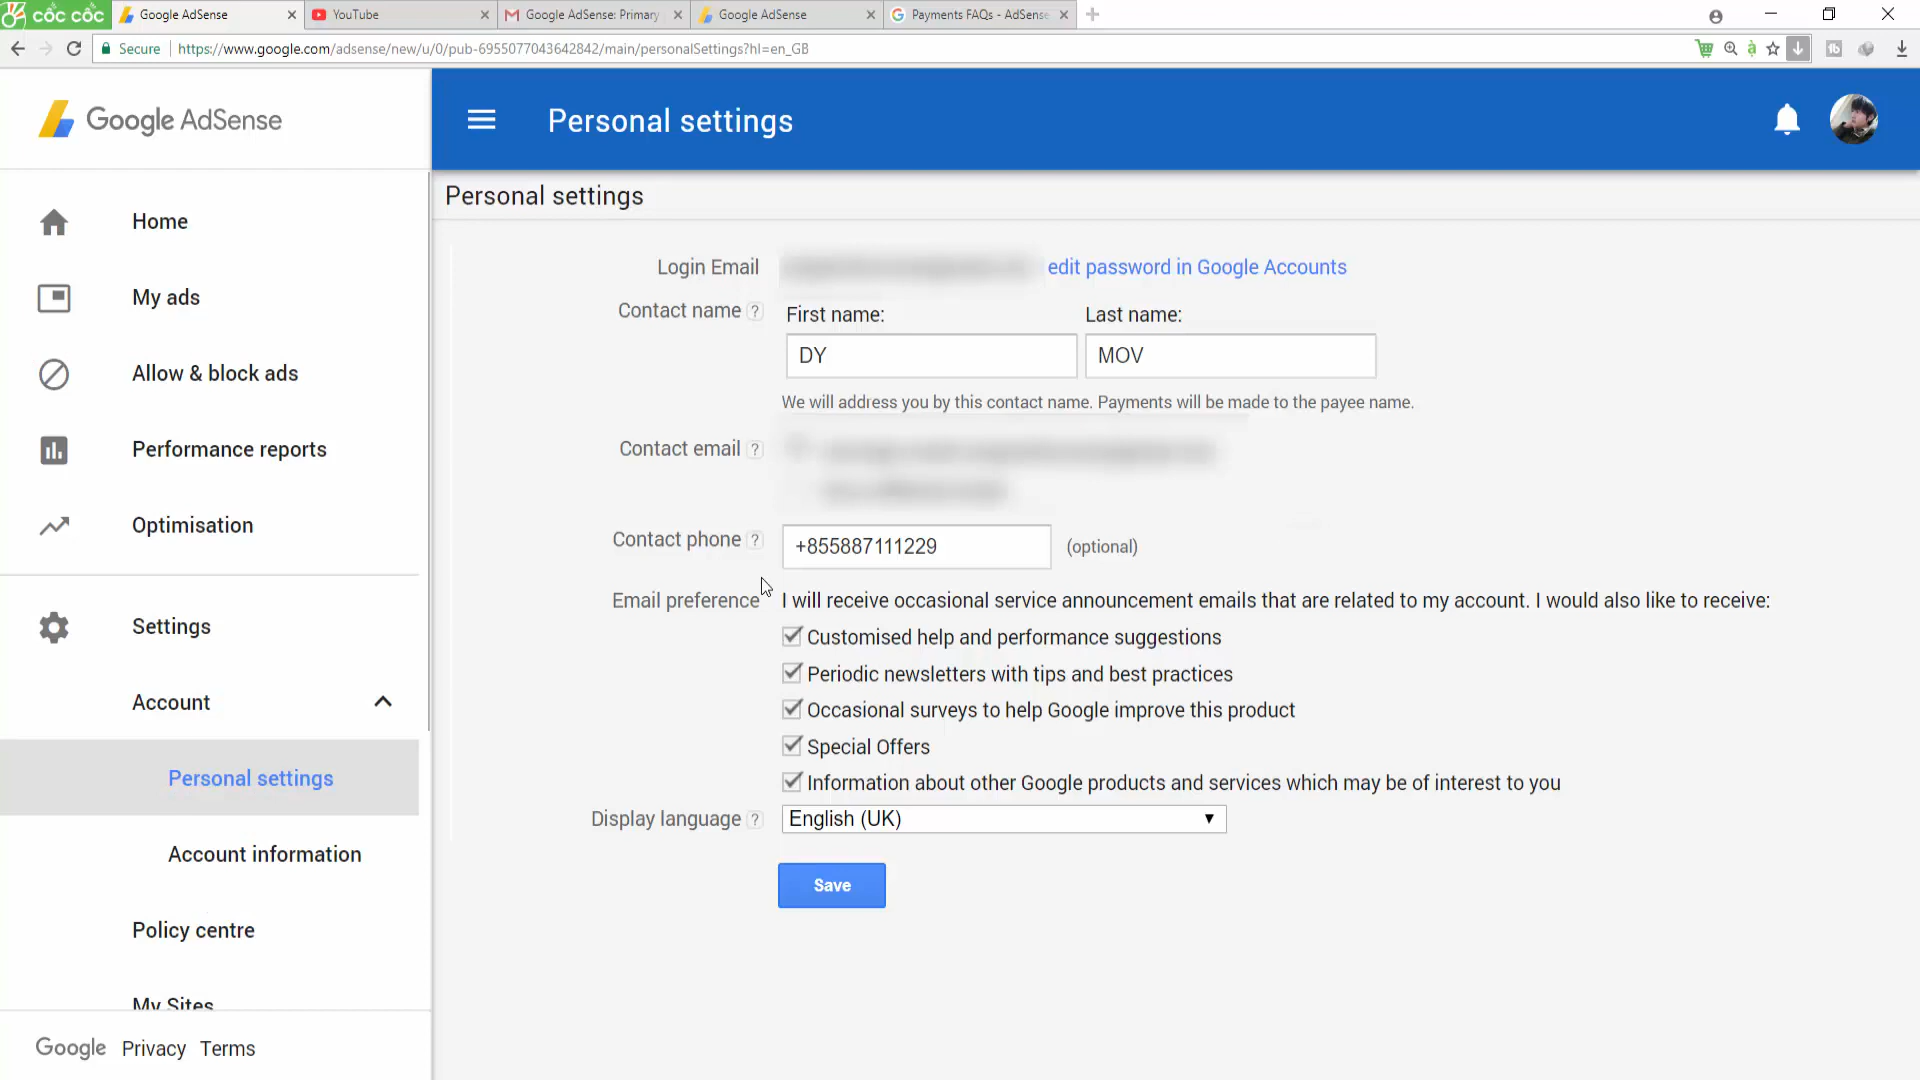 cốc cốc
Google AdSense
YouTube
Google AdSense: Primary
Google AdSense
Payments FAQs - AdSense
Secure
https://www.google.com/adsense/new/u/0/pub-6955077043642842/main/personalSettings?hl=en_GB
Google AdSense
Personal settings
Home
My ads
Allow & block ads
Performance reports
Optimisation
Settings
Account
Personal settings
Account information
Policy centre
My Sites
Google Privacy Terms
Personal settings
Login Email
edit password in Google Accounts
Contact name ?
First name:
Last name:
DY
MOV
We will address you by this contact name. Payments will be made to the payee name.
Contact email ?
Contact phone ?
+855887111229
(optional)
Email preference
I will receive occasional service announcement emails that are related to my account. I would also like to receive:
Customised help and performance suggestions
Periodic newsletters with tips and best practices
Occasional surveys to help Google improve this product
Special Offers
Information about other Google products and services which may be of interest to you
Display language ?
English (UK)
Save